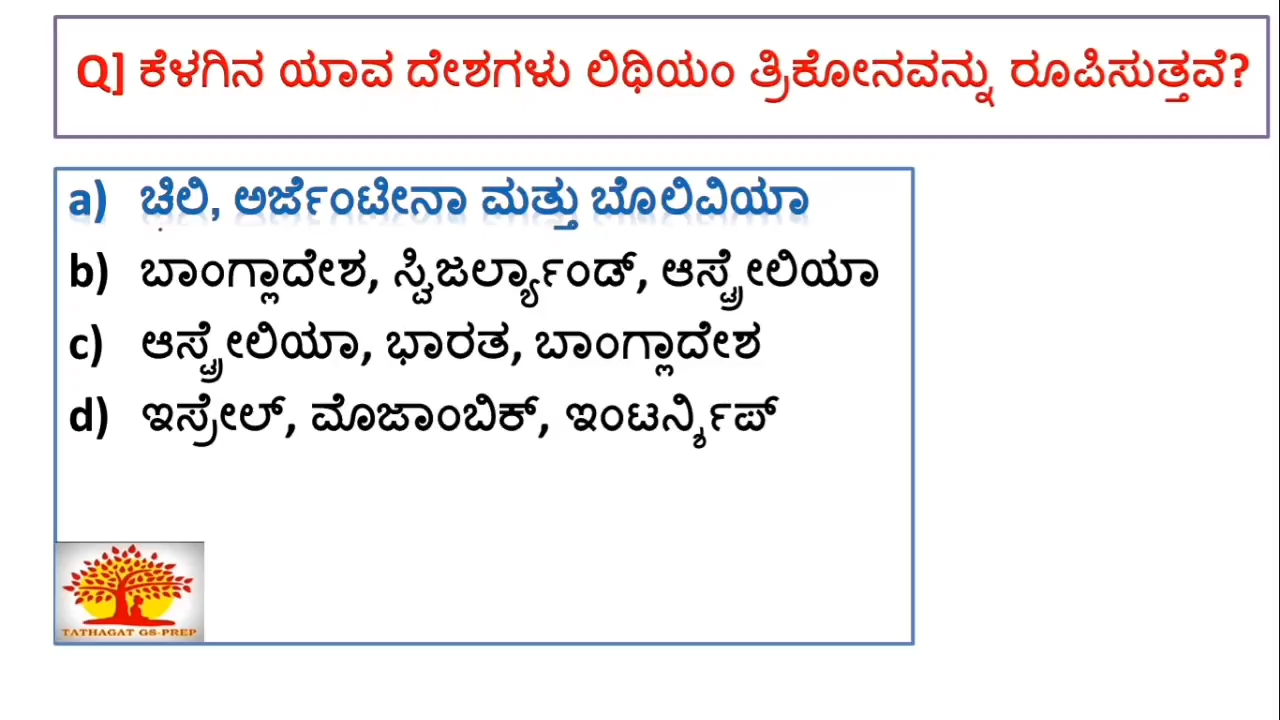 Q] ಕೆಳಗಿನ ಯಾವ ದೇಶಗಳು ಲಿಥಿಯಂ ತ್ರಿಕೋನವನ್ನು ರೂಪಿಸುತ್ತವೆ?
a) ಚಿಲಿ, ಅರ್ಜೆಂಟೀನಾ ಮತ್ತು ಬೊಲಿವಿಯಾ
b) ಬಾಂಗ್ಲಾದೇಶ, ಸ್ವಿಜರ್ಲ್ಯಾಂಡ್, ಆಸ್ಟ್ರೇಲಿಯಾ
c) ಆಸ್ಟ್ರೇಲಿಯಾ, ಭಾರತ, ಬಾಂಗ್ಲಾದೇಶ
d) ಇಸ್ರೇಲ್, ಮೊಜಾಂಬಿಕ್, ಇಂಟರ್ನ್ಶಿಪ್
TATHAGAT GS-PREP